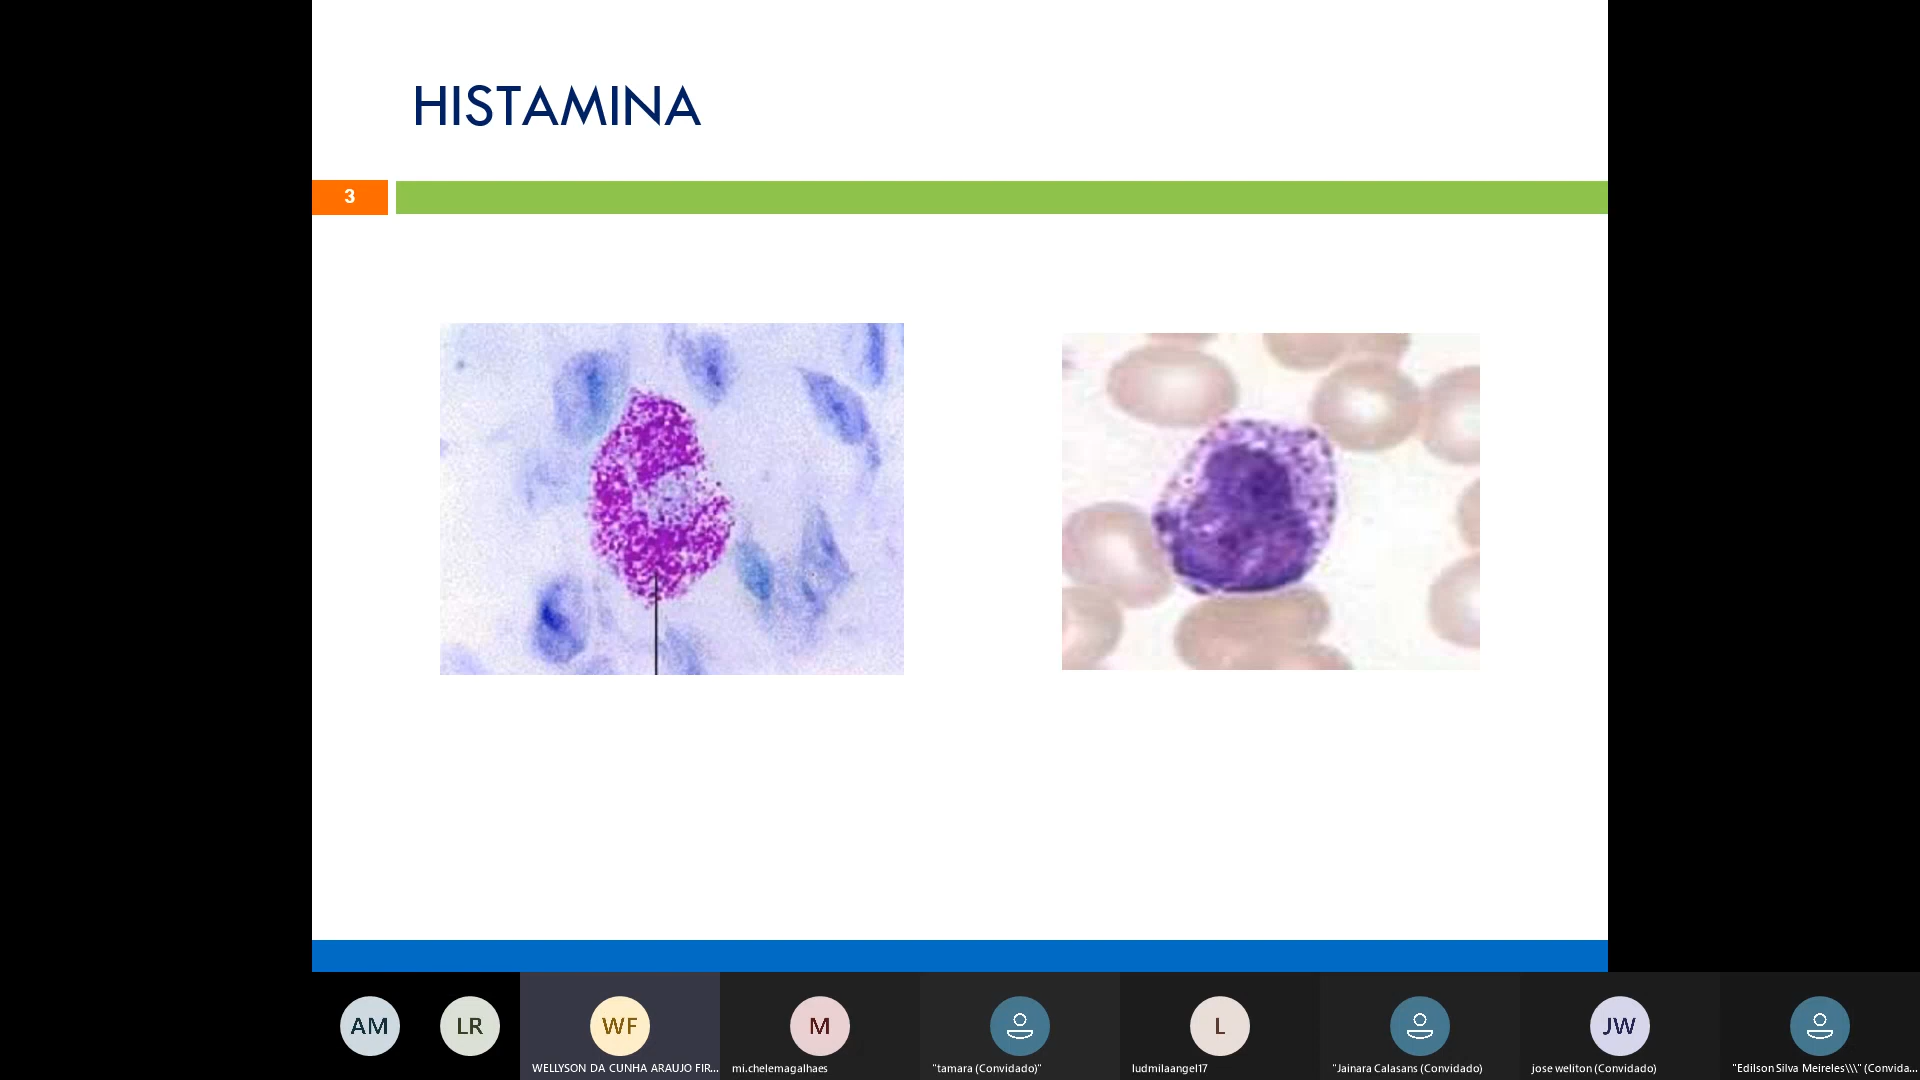 HISTAMINA
3
AM
LR
WF
M
L
JW
WELLYSON DA CUNHA ARAUJO FIR...
mi.chelemagalhaes
"tamara (Convidado)"
ludmilaangel17
"Jainara Calasans (Convidado)
jose weliton (Convidado)
"Edilson Silva Meireles\\\" (Convida...